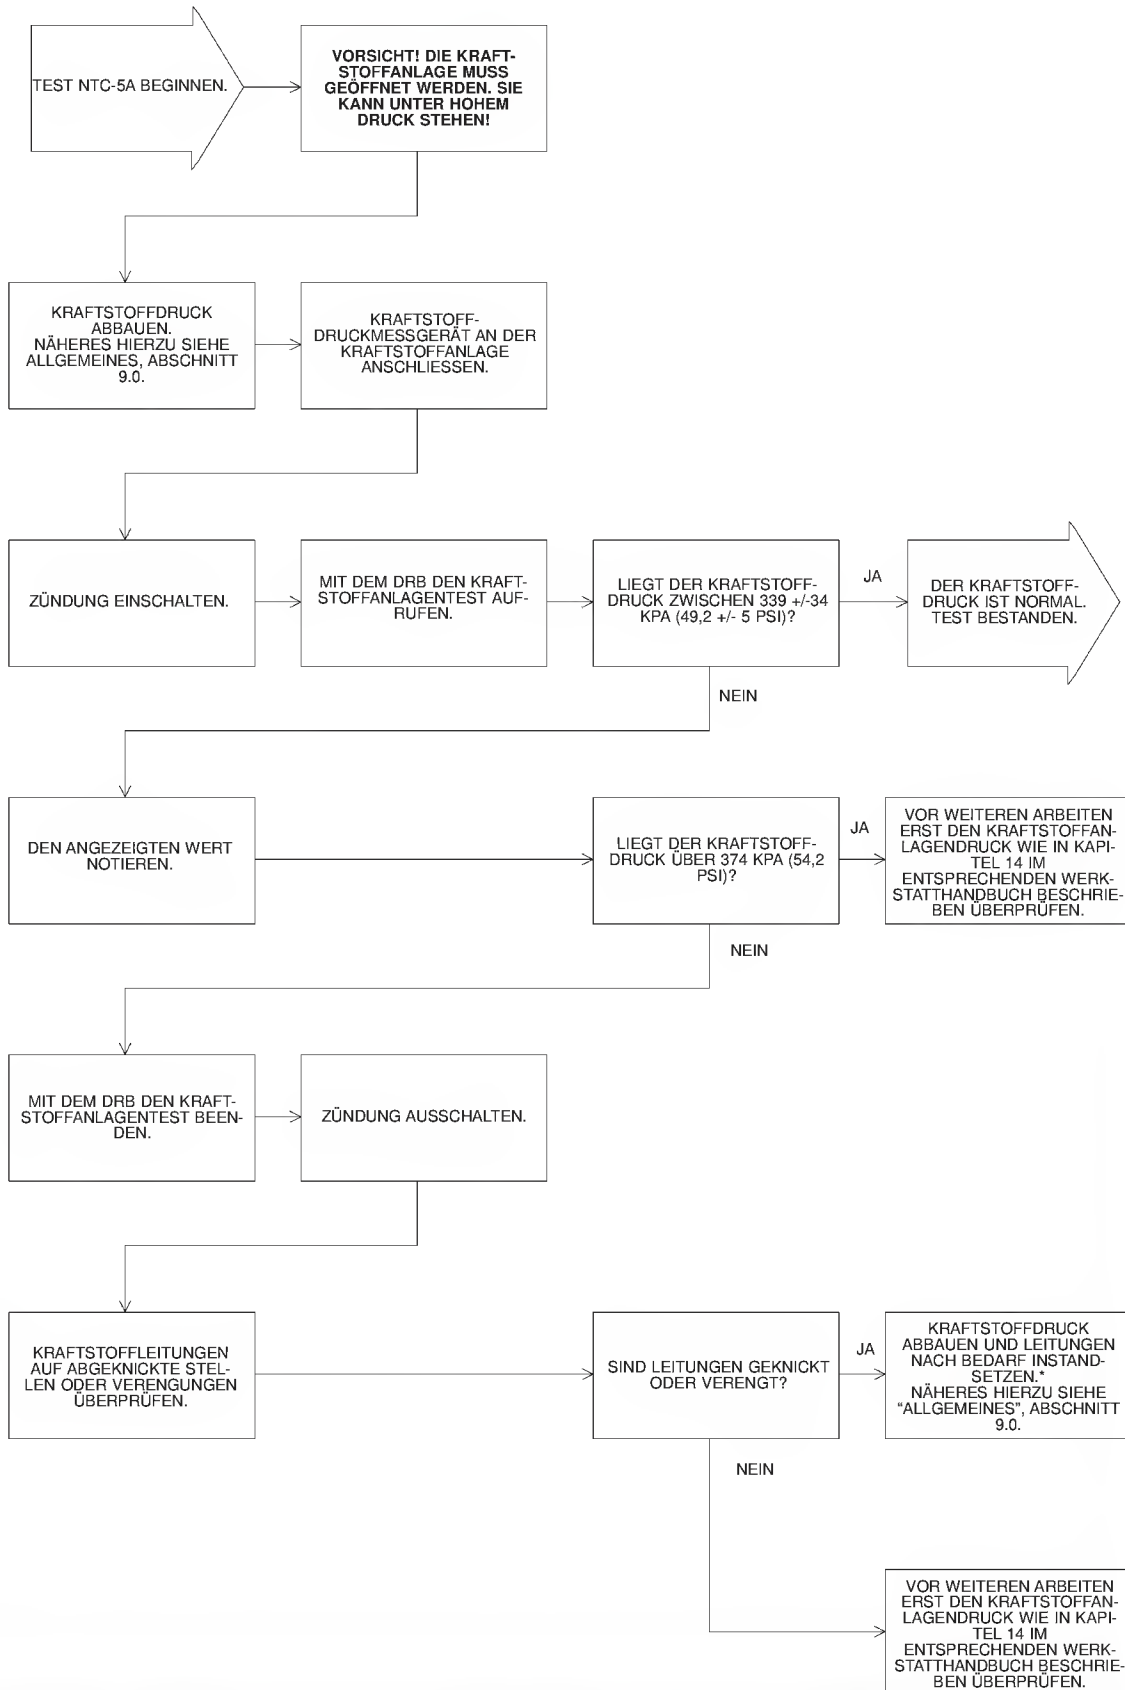 TEST NTC-5A BEGINNEN.
VORSICHT! DIE KRAFT-
STOFFANLAGE MUSS
GEÖFFNET WERDEN. SIE
KANN UNTER HOHEM
DRUCK STEHEN!
KRAFTSTOFFDRUCK
ABBAUEN.
NÄHERES HIERZU SIEHE
ALLGEMEINES, ABSCHNITT
9.0.
KRAFTSTOFF-
DRUCKMESSGERÄT AN DER
KRAFTSTOFFANLAGE
ANSCHLIESSEN.
ZÜNDUNG EINSCHALTEN.
MIT DEM DRB DEN KRAFT-
STOFFANLAGENTEST AUF-
RUFEN.
LIEGT DER KRAFTSTOFF-
DRUCK ZWISCHEN 339 +/-34
KPA (49,2 +/- 5 PSI)?
JA
DER KRAFTSTOFF-
DRUCK IST NORMAL.
TEST BESTANDEN.
NEIN
DEN ANGEZEIGTEN WERT
NOTIEREN.
LIEGT DER KRAFTSTOFF-
DRUCK ÜBER 374 KPA (54,2
PSI)?
JA
VOR WEITEREN ARBEITEN
ERST DEN KRAFTSTOFFAN-
LAGENDRUCK WIE IN KAPI-
TEL 14 IM
ENTSPRECHENDEN WERK-
STATTHANDBUCH BESCHRIE-
BEN ÜBERPRÜFEN.
NEIN
MIT DEM DRB DEN KRAFT-
STOFFANLAGENTEST BEEN-
DEN.
ZÜNDUNG AUSSCHALTEN.
KRAFTSTOFFLEITUNGEN
AUF ABGEKNICKTE STEL-
LEN ODER VERENGUNGEN
ÜBERPRÜFEN.
SIND LEITUNGEN GEKNICKT
ODER VERENGT?
JA
KRAFTSTOFFDRUCK
ABBAUEN UND LEITUNGEN
NACH BEDARF INSTAND-
SETZEN.*
NÄHERES HIERZU SIEHE
“ALLGEMEINES”, ABSCHNITT
9.0.
NEIN
VOR WEITEREN ARBEITEN
ERST DEN KRAFTSTOFFAN-
LAGENDRUCK WIE IN KAPI-
TEL 14 IM
ENTSPRECHENDEN WERK-
STATTHANDBUCH BESCHRIE-
BEN ÜBERPRÜFEN.